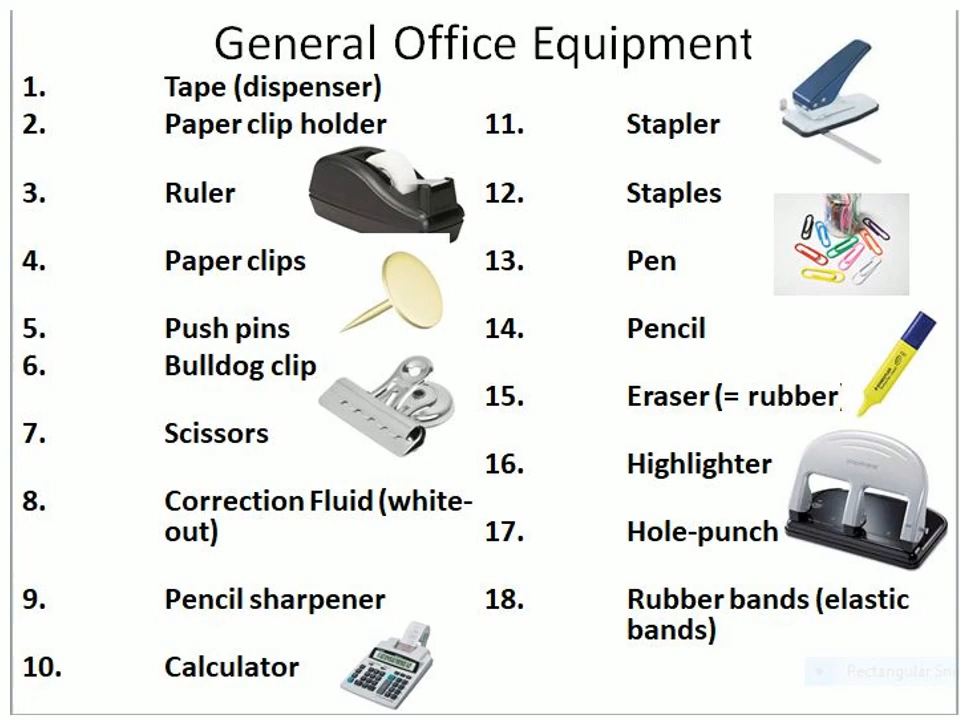 General Office Equipment
1. Tape (dispenser)
2. Paper clip holder
3. Ruler
4. Paper clips
5. Push pins
6. Bulldog clip
7. Scissors
8. Correction Fluid (white-
out)
9. Pencil sharpener
10. Calculator
11. Stapler
12. Staples
13. Pen
14. Pencil
15. Eraser (= rubber)
16. Highlighter
17. Hole-punch
18. Rubber bands (elastic
bands)
Rectangular